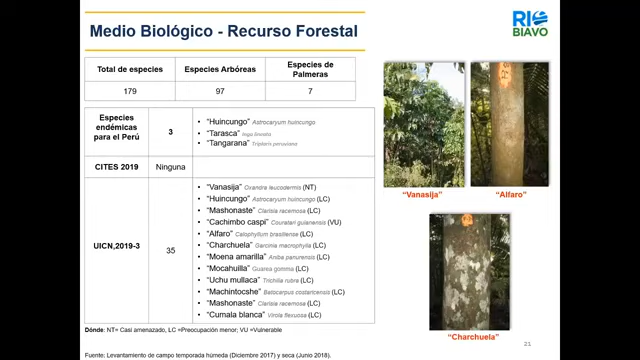 Medio Biológico - Recurso Forestal
RIO
BIAVO
Total de especies
Especies Arbóreas
Especies de
Palmeras
179
97
7
Especies
endémicas
para el Perú
3
• "Huincungo" Astrocaryum huincungo
• "Tarasca" Inga tinviata
• "Tangarana" Triplaris peruviana
CITES 2019
Ninguna
UICN,2019-3
35
• "Vanasija" Oxandra leucodermis (NT)
• "Huincungo" Astrocaryum huincungo (LC)
• "Mashonaste" Clarisia racemosa (LC)
• "Cachimbo caspi" Couratari guianensis (VU)
• "Alfaro" Calophyllum brasiliense (LC)
• "Charchuela" Garcinia macrophylla (LC)
• "Moena amarilla" Aniba panurensis (LC)
• "Mocahuilla" Guarea gomma (LC)
• "Uchu mullaca" Trichilia rubra (LC)
• "Machintocshe" Batocarpus costaricensis (LC)
• "Mashonaste" Clarisia racemosa (LC)
• "Cumala blanca" Virola flexuosa (LC)
"Vanasija"
"Alfaro"
"Charchuela"
Dónde: NT= Casi amenazado, LC =Preocupación menor; VU =Vulnerable
21
Fuente: Levantamiento de campo temporada húmeda (Diciembre 2017) y seca (Junio 2018).